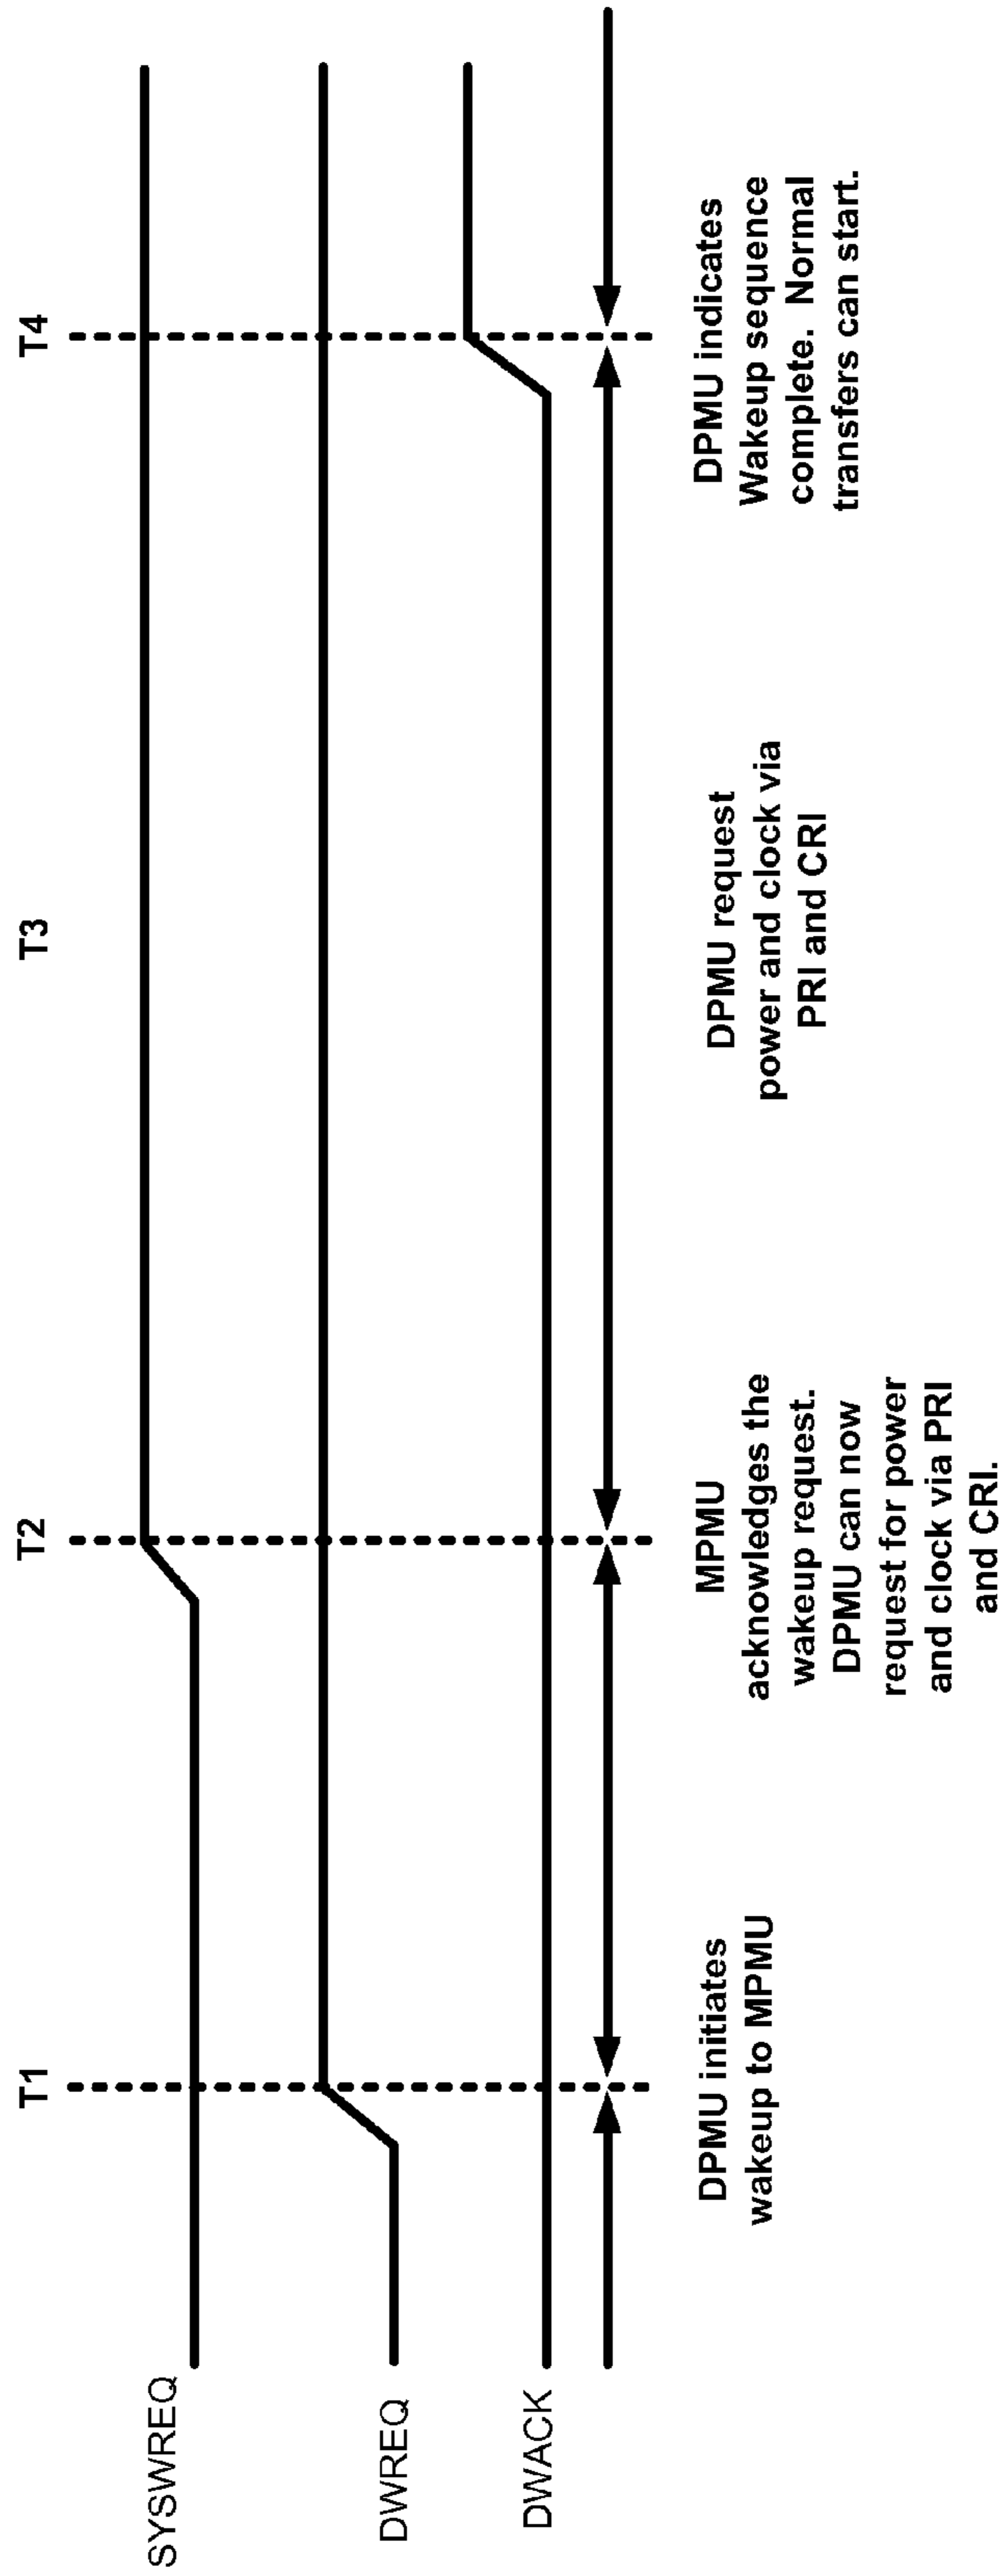 T1
T2
T3
T4
SYSWREQ
DWREQ
DWACK
DPMU initiates
wakeup to MPMU
MPMU
acknowledges the
wakeup request.
DPMU can now
request for power
and clock via PRI
and CRI.
DPMU request
power and clock via
PRI and CRI
DPMU indicates
Wakeup sequence
complete. Normal
transfers can start.